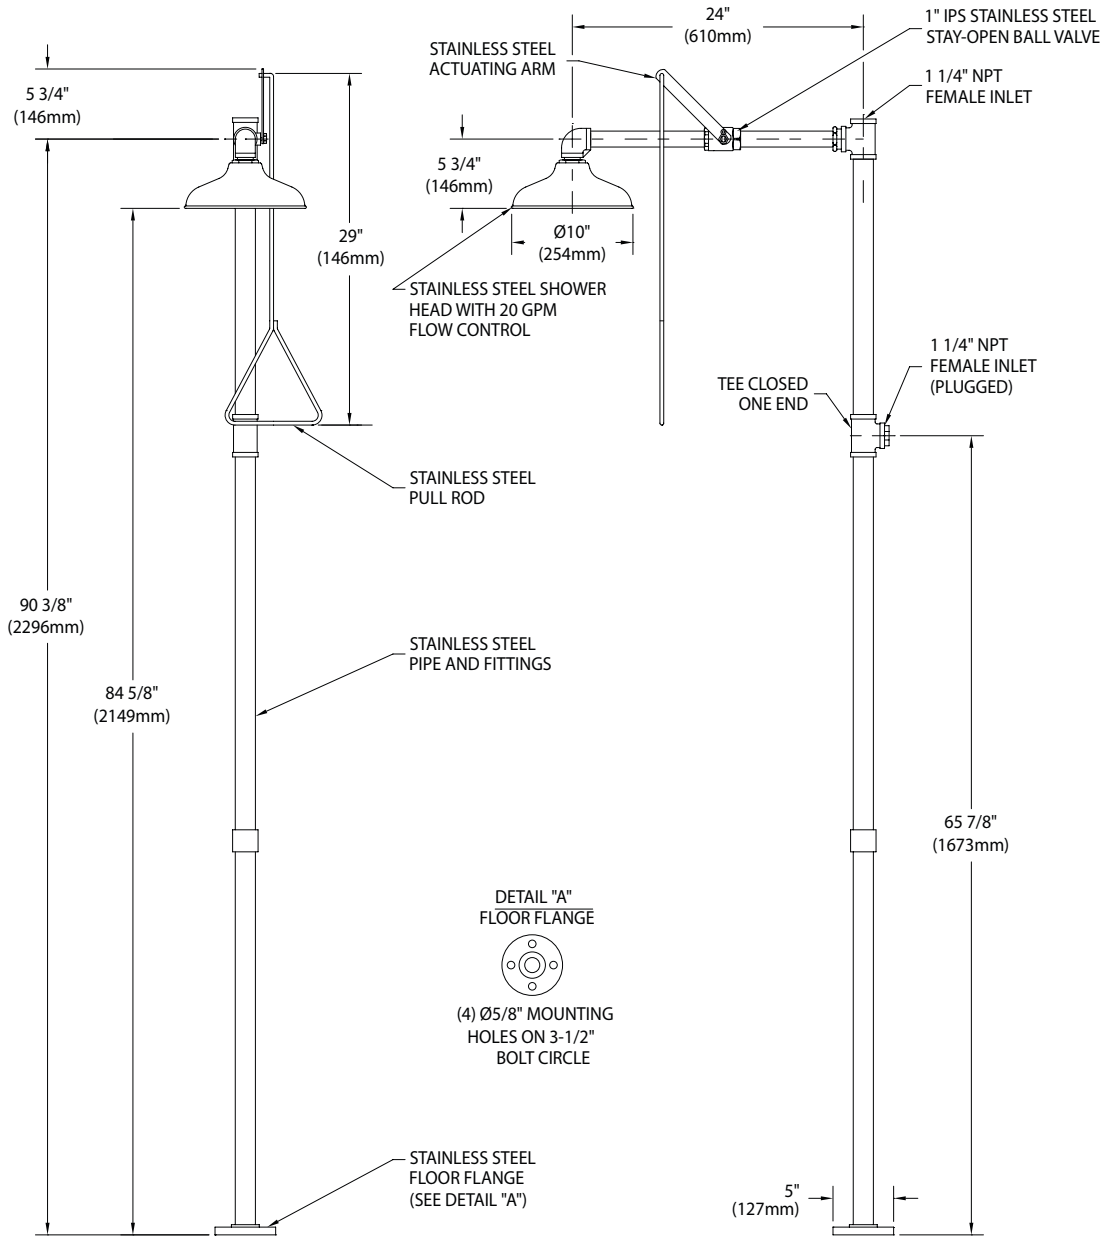 24"
(610mm)
1" IPS STAINLESS STEEL
STAY-OPEN BALL VALVE
STAINLESS STEEL
ACTUATING ARM
1 1/4" NPT
FEMALE INLET
5 3/4"
(146mm)
5 3/4"
(146mm)
29"
(146mm)
Ø10"
(254mm)
STAINLESS STEEL SHOWER
HEAD WITH 20 GPM
FLOW CONTROL
1 1/4" NPT
FEMALE INLET
(PLUGGED)
TEE CLOSED
ONE END
STAINLESS STEEL
PULL ROD
90 3/8"
(2296mm)
STAINLESS STEEL
PIPE AND FITTINGS
84 5/8"
(2149mm)
65 7/8"
(1673mm)
DETAIL "A"
FLOOR FLANGE
(4) Ø5/8" MOUNTING
HOLES ON 3-1/2"
BOLT CIRCLE
STAINLESS STEEL
FLOOR FLANGE
(SEE DETAIL "A")
5"
(127mm)